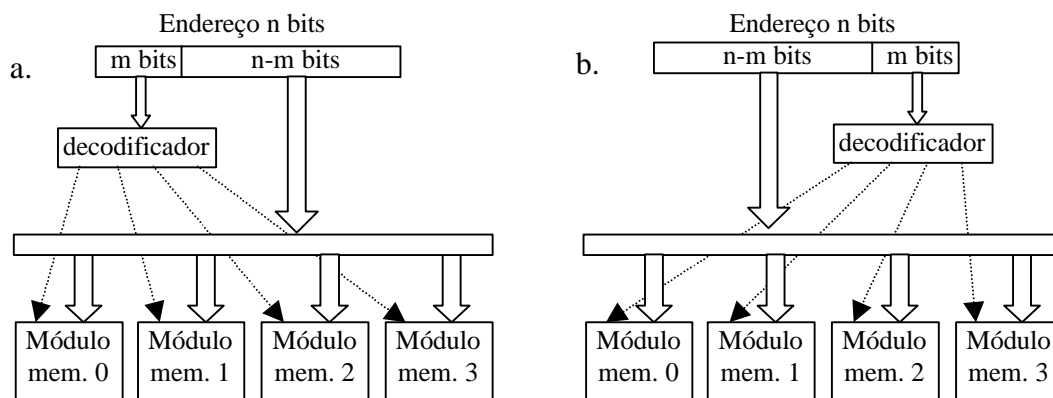 Endereço n bits
a.
m bits
n-m bits
decodificador
Módulo
mem. 0
Módulo
mem. 1
Módulo
mem. 2
Módulo
mem. 3
Endereço n bits
b.
n-m bits
m bits
decodificador
Módulo
mem. 0
Módulo
mem. 1
Módulo
mem. 2
Módulo
mem. 3